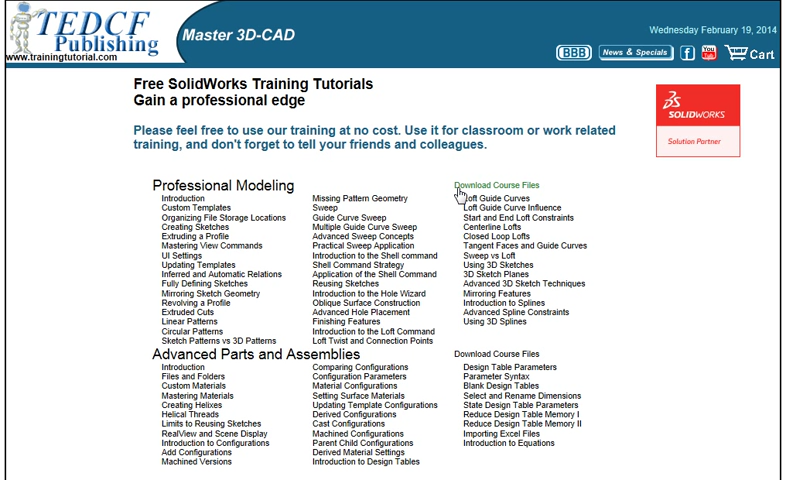 TEDCF
Publishing
www.trainingtutorial.com
Master 3D-CAD
Wednesday February 19, 2014
BBB
News & Specials
f
You
Tube
Cart
Free SolidWorks Training Tutorials
Gain a professional edge
Please feel free to use our training at no cost. Use it for classroom or work related
training, and don't forget to tell your friends and colleagues.
SOLIDWORKS
Solution Partner
Professional Modeling
Download Course Files
Introduction
Custom Templates
Organizing File Storage Locations
Creating Sketches
Extruding a Profile
Mastering View Commands
UI Settings
Updating Templates
Inferred and Automatic Relations
Fully Defining Sketches
Mirroring Sketch Geometry
Revolving a Profile
Extruded Cuts
Linear Patterns
Circular Patterns
Sketch Patterns vs 3D Patterns
Missing Pattern Geometry
Sweep
Guide Curve Sweep
Multiple Guide Curve Sweep
Advanced Sweep Concepts
Practical Sweep Application
Introduction to the Shell command
Shell Command Strategy
Application of the Shell Command
Reusing Sketches
Introduction to the Hole Wizard
Oblique Surface Construction
Advanced Hole Placement
Finishing Features
Introduction to the Loft Command
Loft Twist and Connection Points
Loft Guide Curves
Loft Guide Curve Influence
Start and End Loft Constraints
Centerline Lofts
Closed Loop Lofts
Tangent Faces and Guide Curves
Sweep vs Loft
Using 3D Sketches
3D Sketch Planes
Advanced 3D Sketch Techniques
Mirroring Features
Introduction to Splines
Advanced Spline Constraints
Using 3D Splines
Advanced Parts and Assemblies
Download Course Files
Introduction
Files and Folders
Custom Materials
Mastering Materials
Creating Helixes
Helical Threads
Limits to Reusing Sketches
RealView and Scene Display
Introduction to Configurations
Add Configurations
Machined Versions
Comparing Configurations
Configuration Parameters
Material Configurations
Setting Surface Materials
Updating Template Configurations
Derived Configurations
Cast Configurations
Machined Configurations
Parent Child Configurations
Derived Material Settings
Introduction to Design Tables
Design Table Parameters
Parameter Syntax
Blank Design Tables
Select and Rename Dimensions
State Design Table Parameters
Reduce Design Table Memory I
Reduce Design Table Memory II
Importing Excel Files
Introduction to Equations